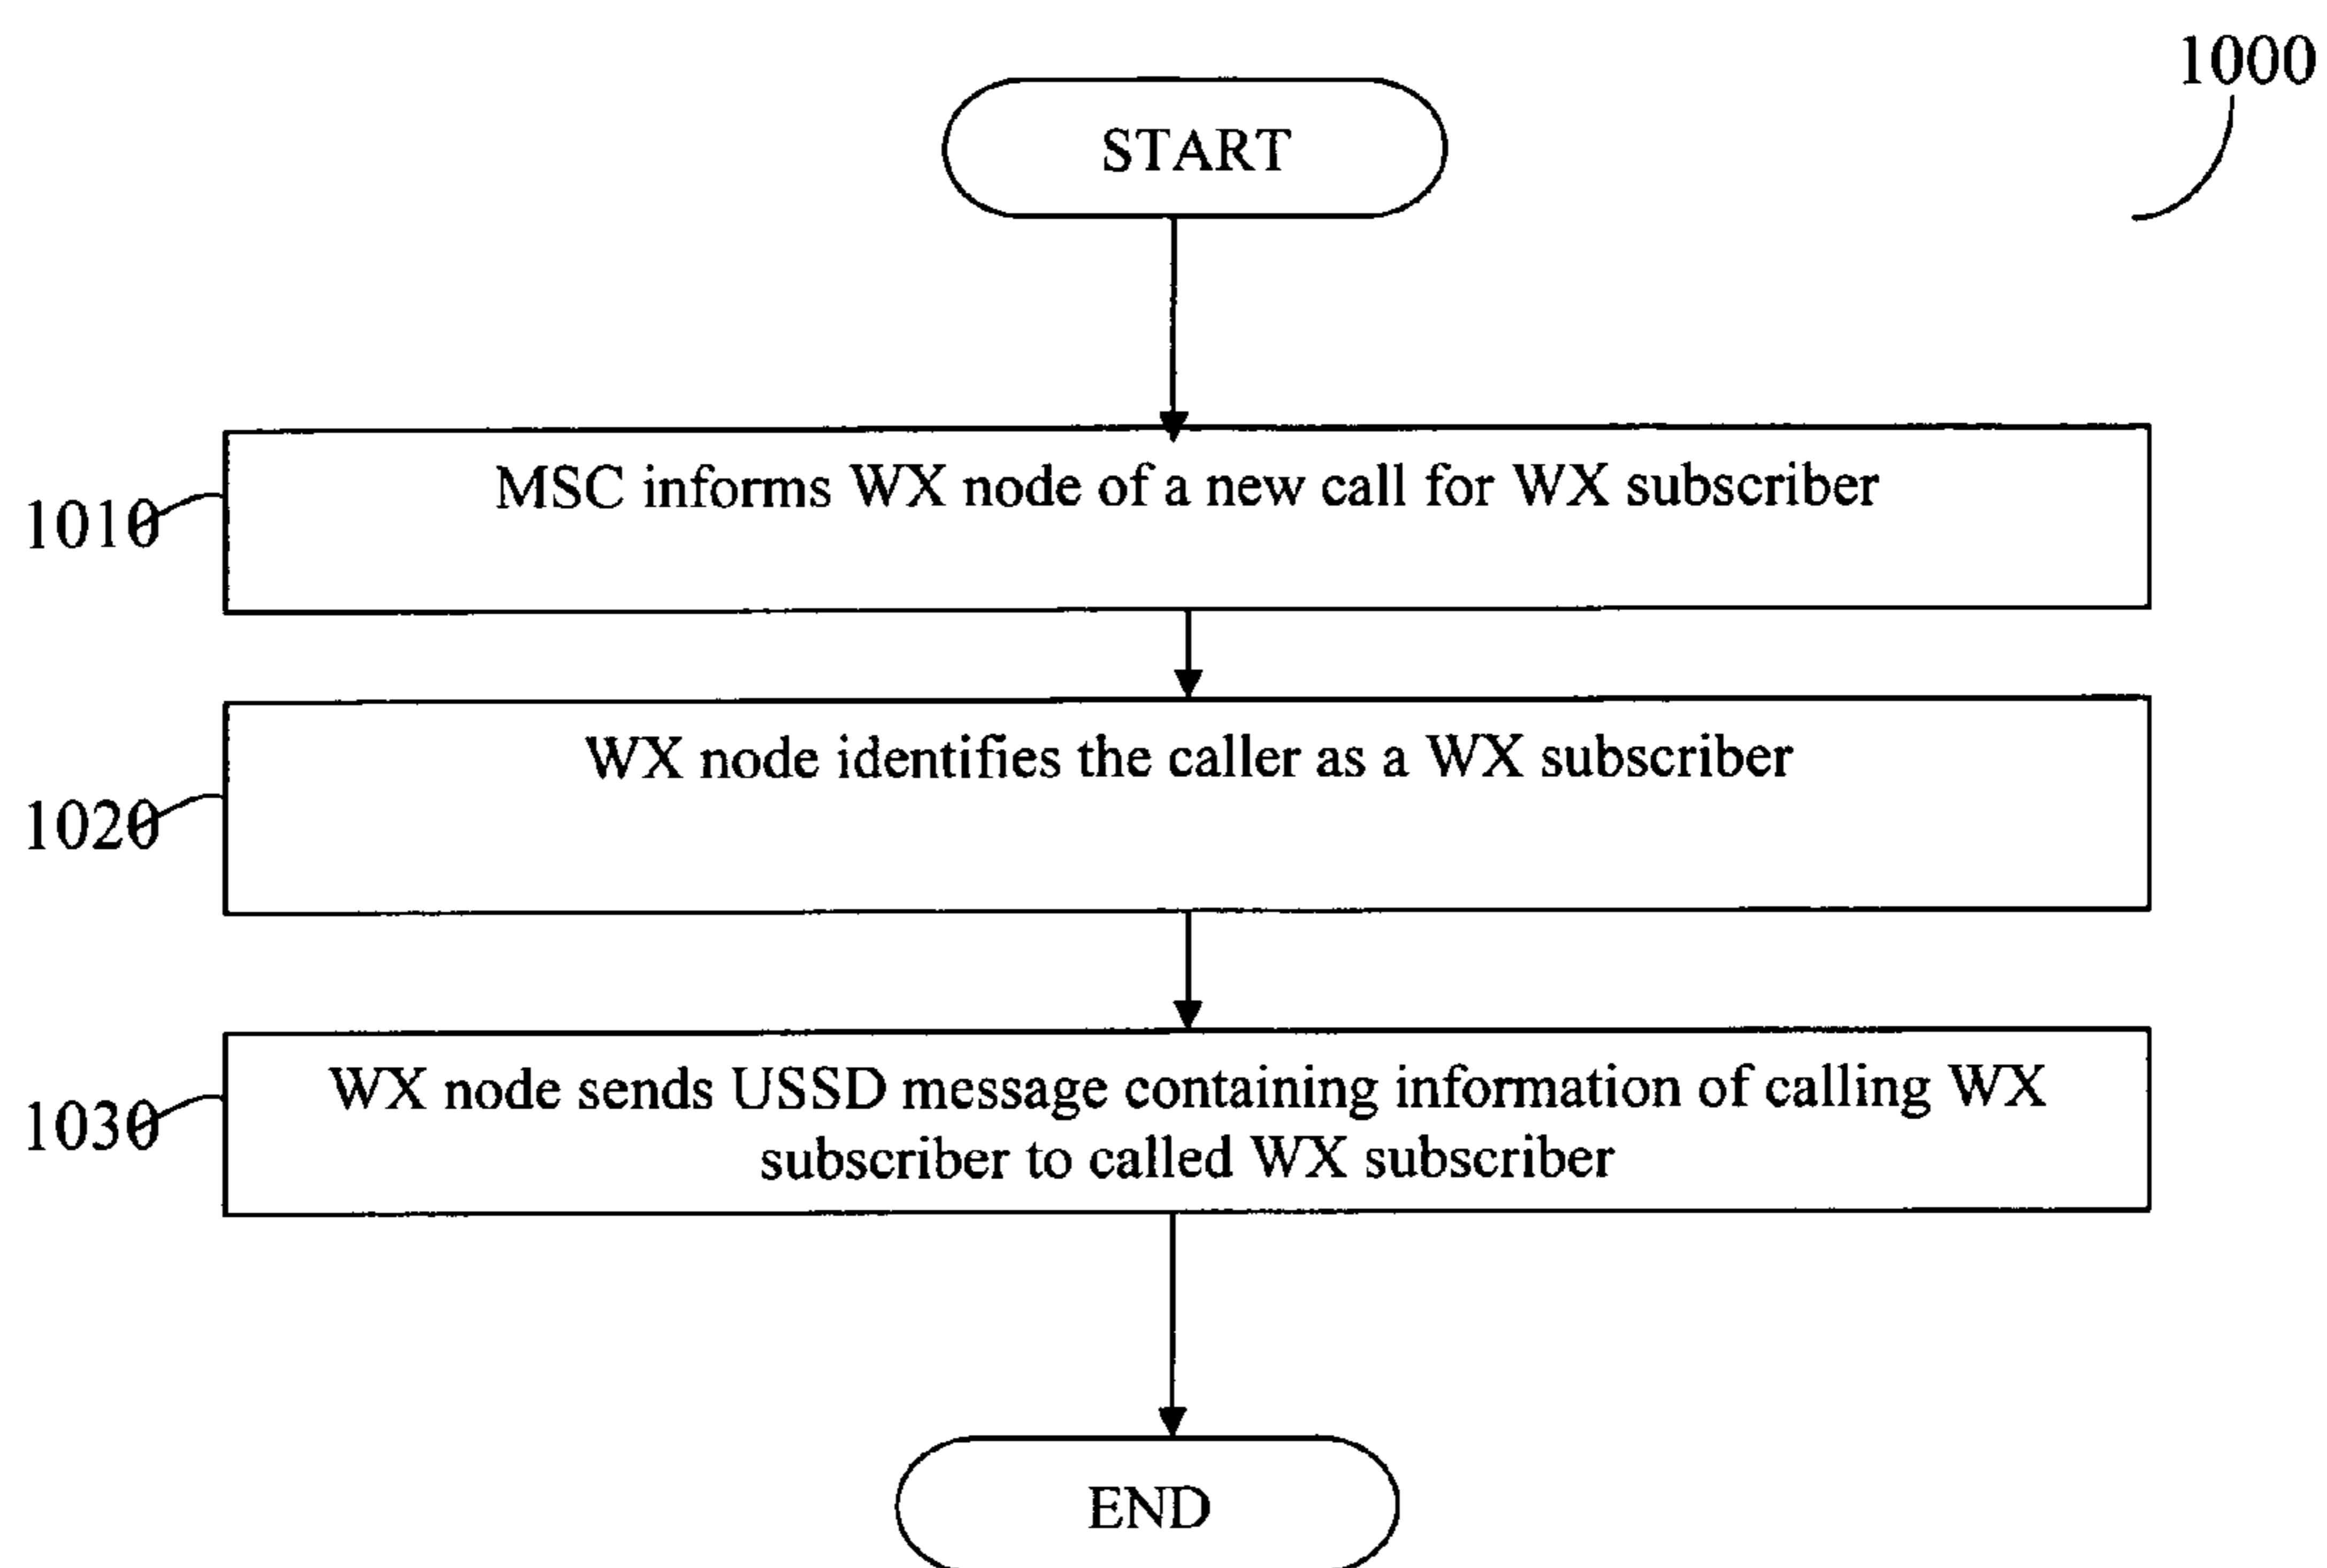 1000
START
MSC informs WX node of a new call for WX subscriber
1010
WX node identifies the caller as a WX subscriber
1020
WX node sends USSD message containing information of calling WX
subscriber to called WX subscriber
1030
END